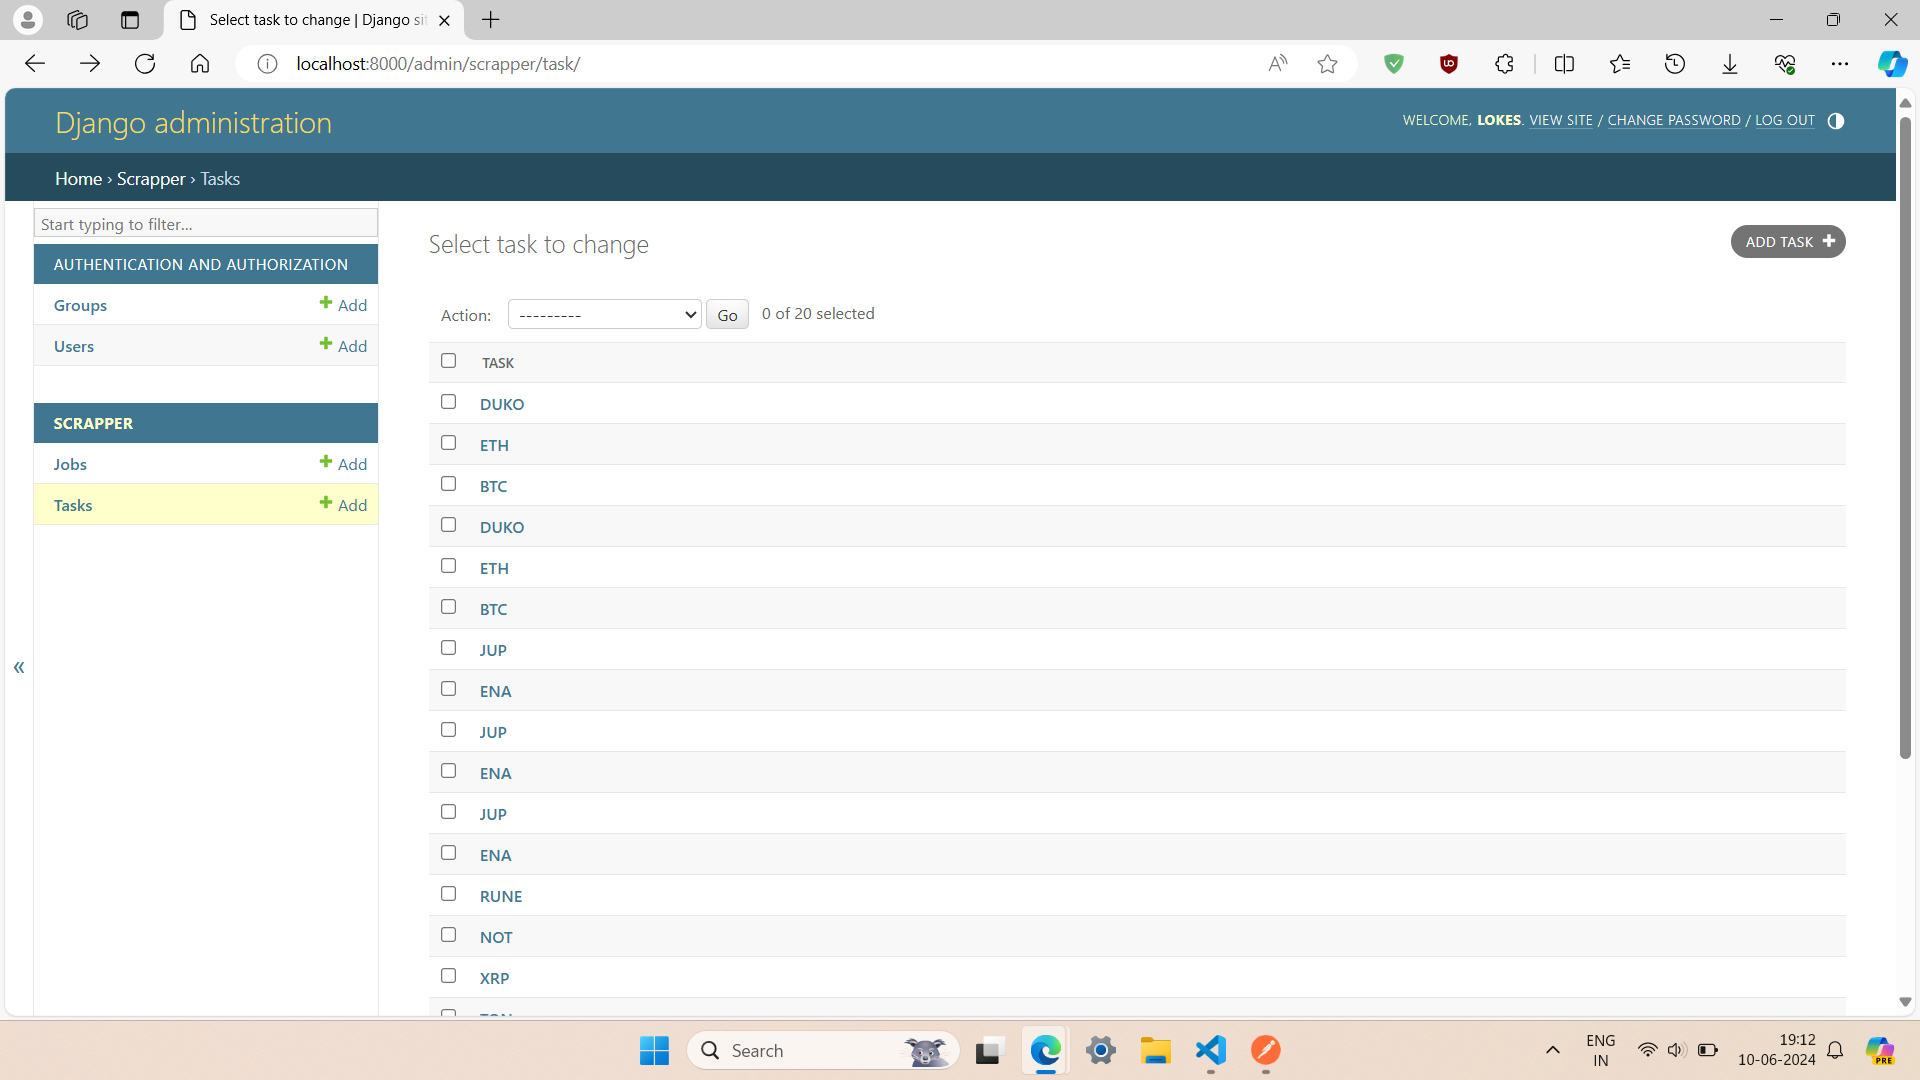 Select task to change | Django sit
localhost:8000/admin/scrapper/task/
Django administration
WELCOME, LOKES. VIEW SITE / CHANGE PASSWORD / LOG OUT
Home › Scrapper › Tasks
Start typing to filter...
AUTHENTICATION AND AUTHORIZATION
Groups Add
Users Add
SCRAPPER
Jobs Add
Tasks Add
«
Select task to change
ADD TASK
Action: --------- Go 0 of 20 selected
TASK
DUKO
ETH
BTC
DUKO
ETH
BTC
JUP
ENA
JUP
ENA
JUP
ENA
RUNE
NOT
XRP
TON
Search
ENG
IN
19:12
10-06-2024
PRE